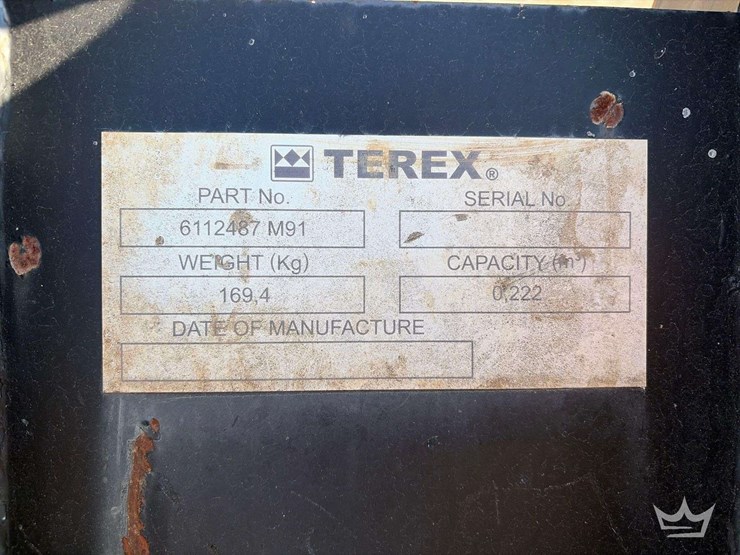 TEREX®
PART No.
SERIAL No.
6112487 M91
WEIGHT (Kg)
CAPACITY (m³)
169,4
0,222
DATE OF MANUFACTURE